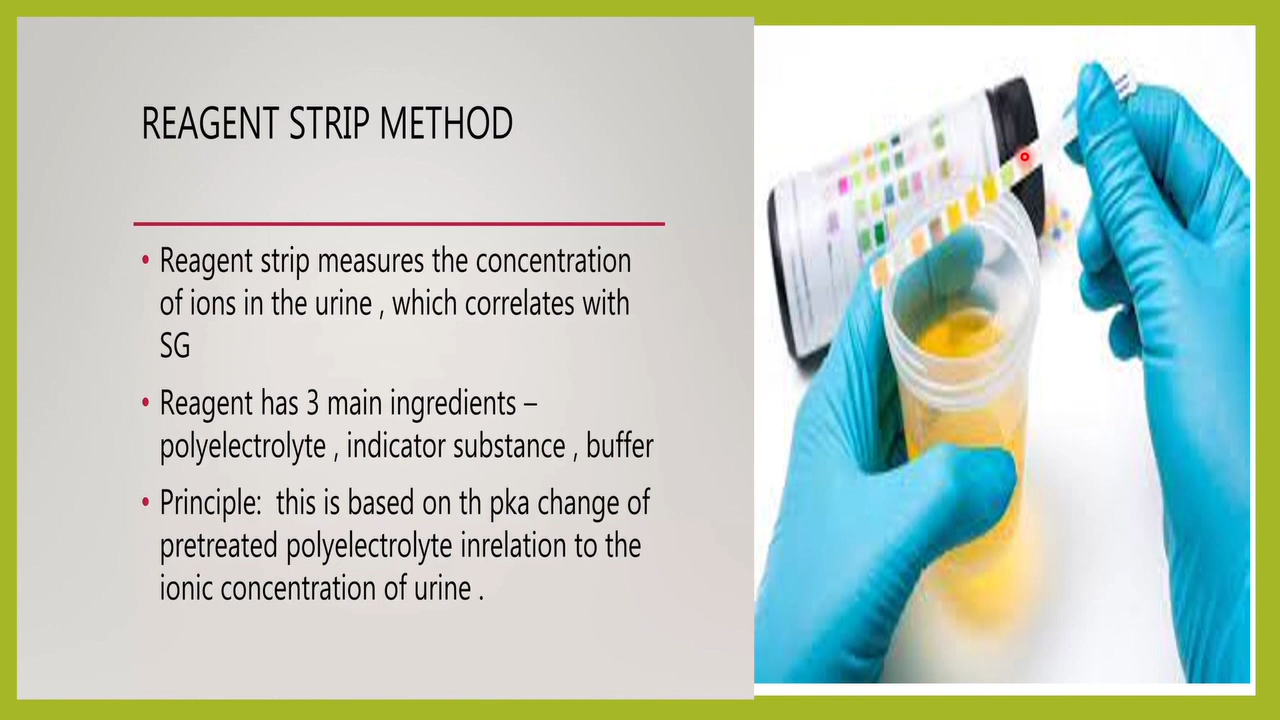 REAGENT STRIP METHOD
• Reagent strip measures the concentration
of ions in the urine , which correlates with
SG
• Reagent has 3 main ingredients –
polyelectrolyte , indicator substance , buffer
• Principle:  this is based on th pka change of
pretreated polyelectrolyte inrelation to the
ionic concentration of urine .